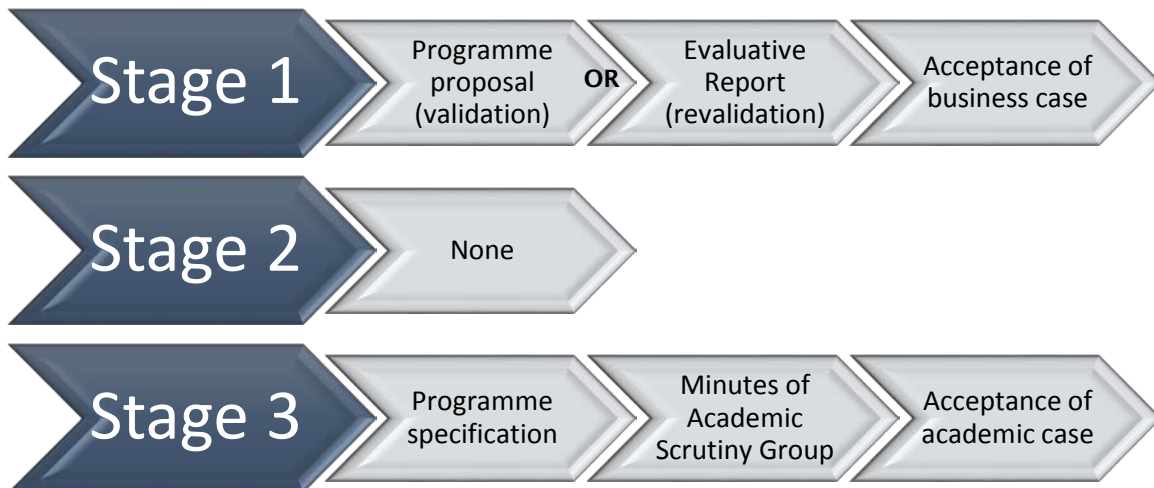 Stage 1
Programme
proposal
(validation)
OR
Evaluative
Report
(revalidation)
Acceptance of
business case
Stage 2
None
Stage 3
Programme
specification
Minutes of
Academic
Scrutiny Group
Acceptance of
academic case